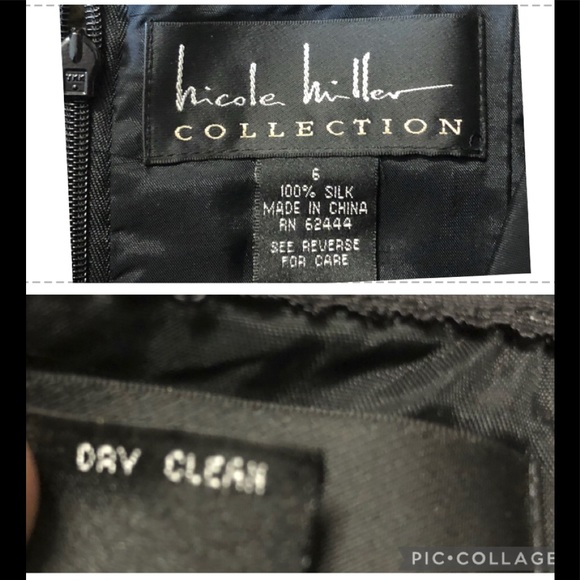 nicole miller
COLLECTION
6
100% SILK
MADE IN CHINA
RN 62444
SEE REVERSE
FOR CARE
DRY CLEAN
PIC•COLLAGE